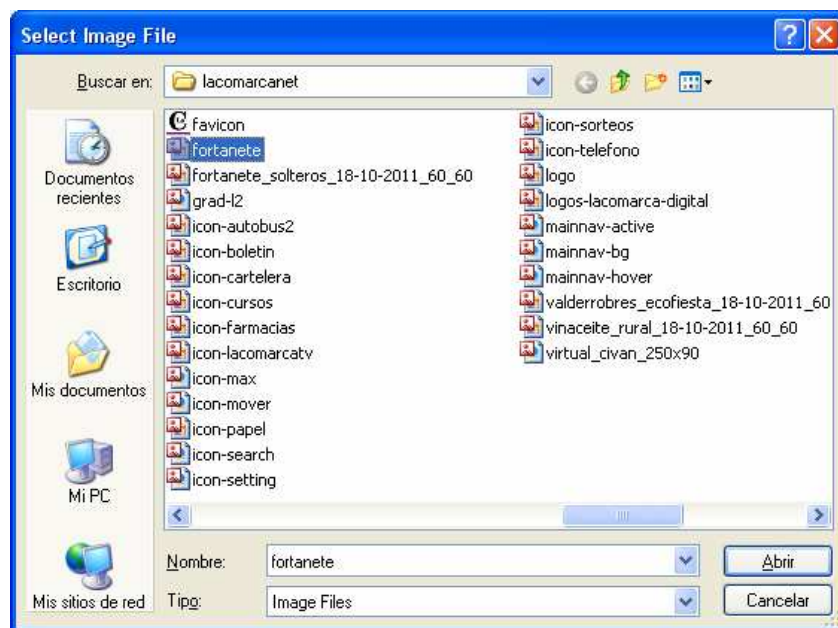 Select Image File
Buscar en:
lacomarcanet
Documentos
recientes
Escritorio
Mis documentos
Mi PC
Mis sitios de red
favicon
fortanete
fortanete_solteros_18-10-2011_60_60
grad-l2
icon-autobus2
icon-boletin
icon-cartelera
icon-cursos
icon-farmacias
icon-lacomarcatv
icon-max
icon-mover
icon-papel
icon-search
icon-setting
icon-sorteos
icon-telefono
logo
logos-lacomarca-digital
mainnav-active
mainnav-bg
mainnav-hover
valderrobres_ecofiesta_18-10-2011_60
vinaceite_rural_18-10-2011_60_60
virtual_civan_250x90
Nombre:
fortanete
Abrir
Tipo:
Image Files
Cancelar